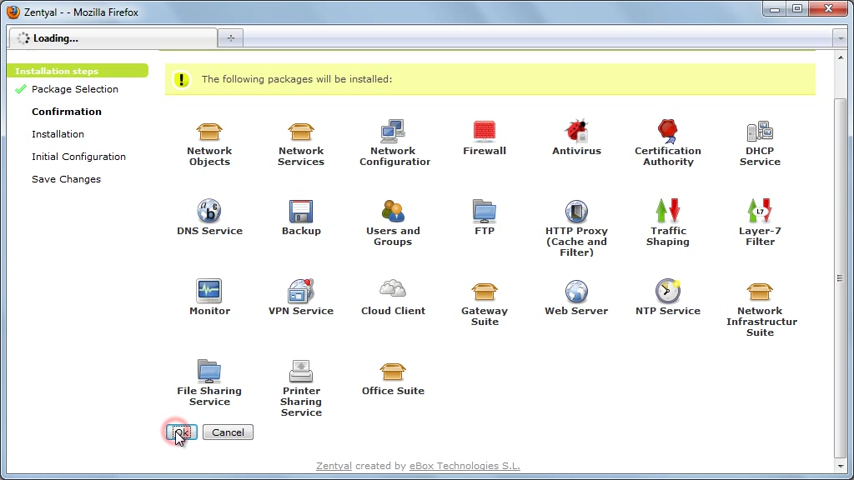 Zentyal - - Mozilla Firefox
Loading...
Installation steps
Package Selection
Confirmation
Installation
Initial Configuration
Save Changes
The following packages will be installed:
Network Objects
Network Services
Network Configuration
Firewall
Antivirus
Certification Authority
DHCP Service
DNS Service
Backup
Users and Groups
FTP
HTTP Proxy (Cache and Filter)
Traffic Shaping
L7
Layer-7 Filter
Monitor
VPN Service
Cloud Client
Gateway Suite
Web Server
NTP Service
Network Infrastructur Suite
File Sharing Service
Printer Sharing Service
Office Suite
Ok
Cancel
Zentyal created by eBox Technologies S.L.